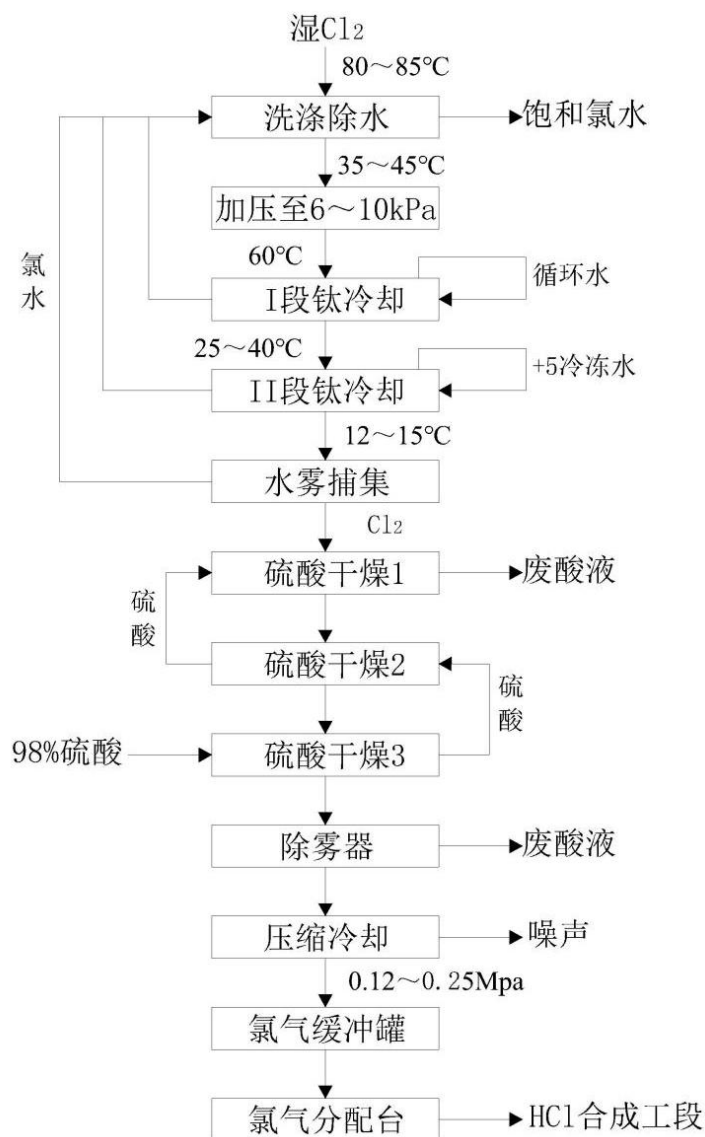 湿Cl2
80～85℃
洗涤除水
饱和氯水
35～45℃
加压至6～10kPa
60℃
氯水
循环水
I段钛冷却
25～40℃
+5冷冻水
II段钛冷却
12～15℃
水雾捕集
Cl2
硫酸干燥1
废酸液
硫酸
硫酸干燥2
硫酸
98%硫酸
硫酸干燥3
除雾器
废酸液
压缩冷却
噪声
0.12～0.25Mpa
氯气缓冲罐
氯气分配台
HCl合成工段